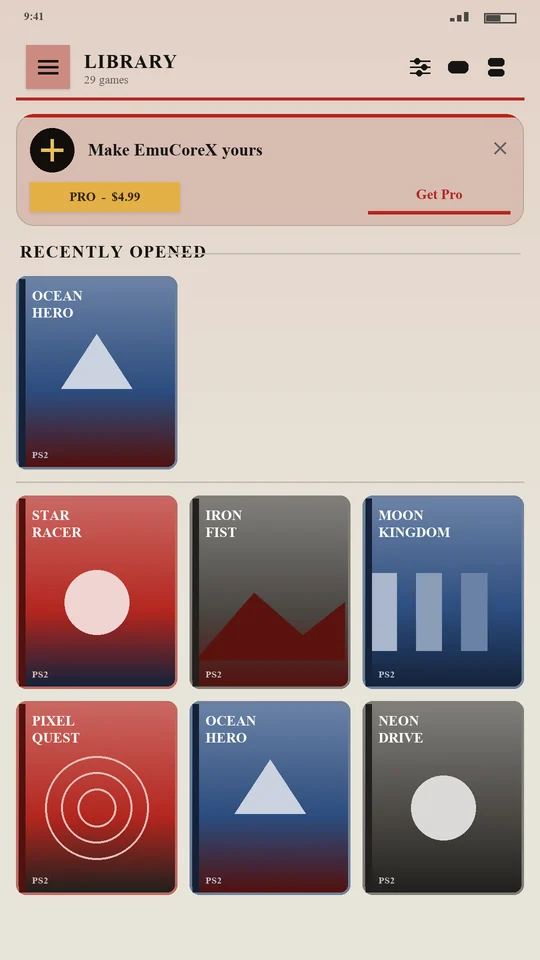 9:41
LIBRARY
29 games
Make EmuCoreX yours
PRO - $4.99
Get Pro
RECENTLY OPENED
OCEAN
HERO
PS2
STAR
RACER
PS2
IRON
FIST
PS2
MOON
KINGDOM
PS2
PIXEL
QUEST
PS2
OCEAN
HERO
PS2
NEON
DRIVE
PS2